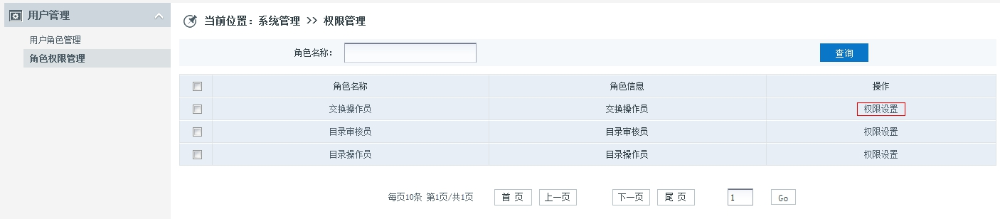 用户管理
用户角色管理
角色权限管理
当前位置：系统管理 >> 权限管理
角色名称： 查询
角色名称 角色信息 操作
交换操作员 交换操作员 权限设置
目录审核员 目录审核员 权限设置
目录操作员 目录操作员 权限设置
每页10条 第1页/共1页 首 页 上一页 下一页 尾 页 1 Go